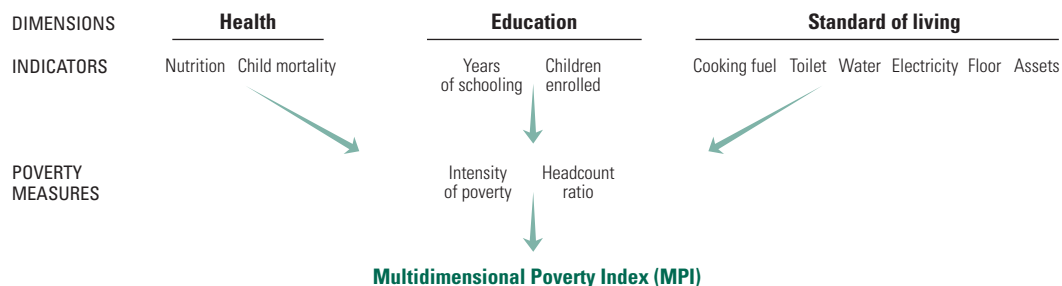 DIMENSIONS Health Education Standard of living
INDICATORS Nutrition Child mortality Years of schooling Children enrolled Cooking fuel Toilet Water Electricity Floor Assets
POVERTY MEASURES Intensity of poverty Headcount ratio
Multidimensional Poverty Index (MPI)